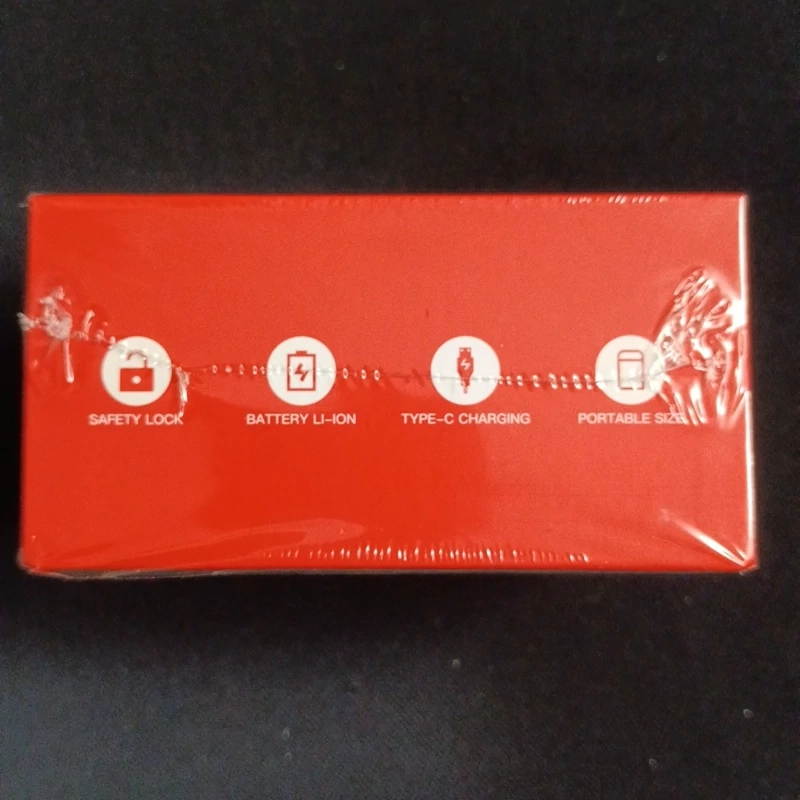 SAFETY LOCK
BATTERY LI-ION
TYPE-C CHARGING
PORTABLE SIZE